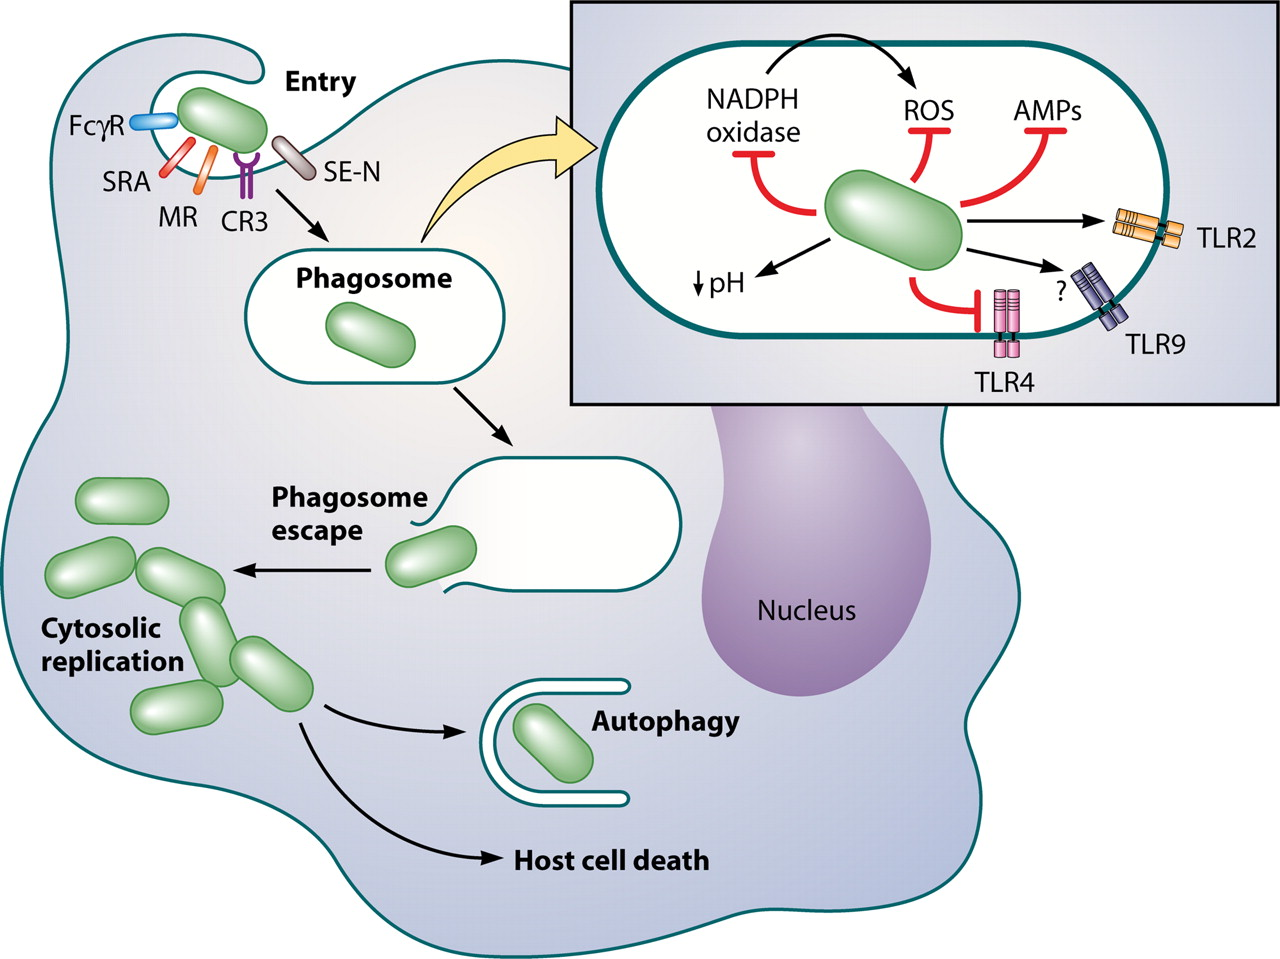 Entry
FcγR
SRA
MR
CR3
SE-N
Phagosome
NADPH
oxidase
ROS
AMPs
↓pH
TLR2
?
TLR9
TLR4
Phagosome
escape
Cytosolic
replication
Nucleus
Autophagy
Host cell death